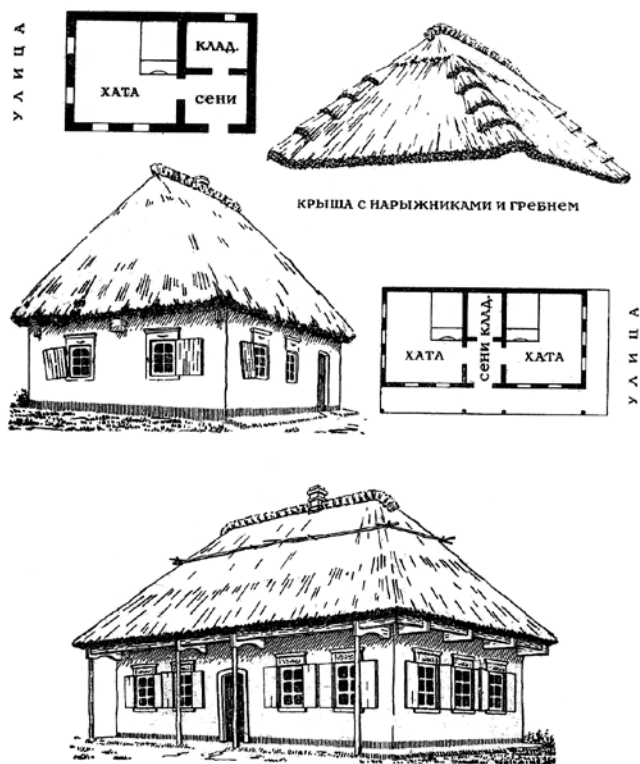 УЛИЦА
КЛАД.
ХАТА
СЕНИ
КРЫША С НАРЫЖНИКАМИ И ГРЕБНЕМ
ХАТА
СЕНИ
КЛАД.
ХАТА
УЛИЦА